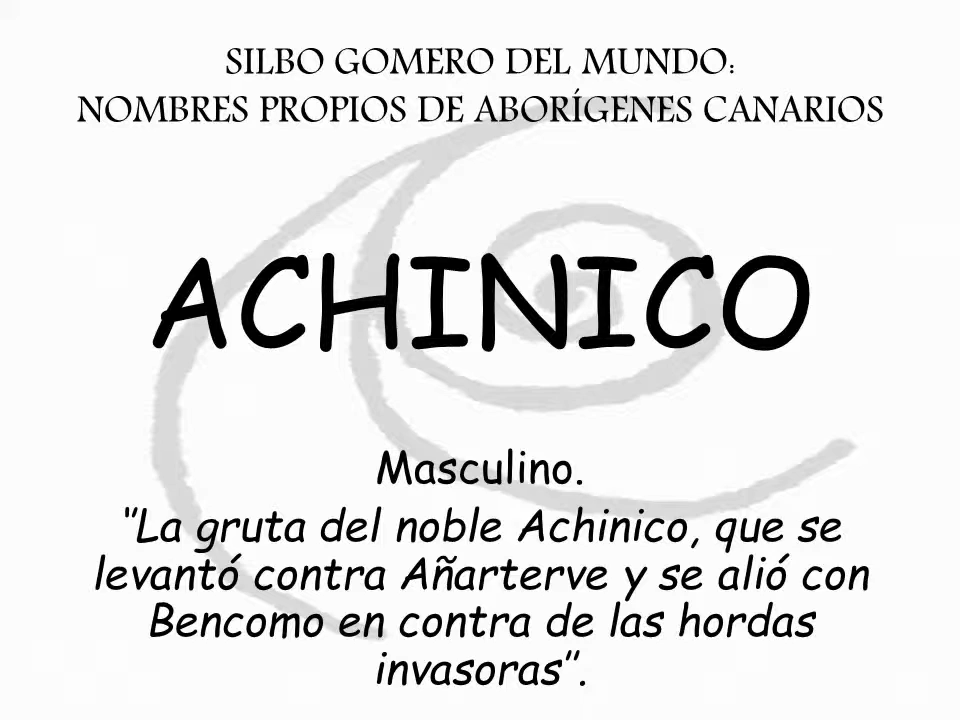 SILBO GOMERO DEL MUNDO:
NOMBRES PROPIOS DE ABORÍGENES CANARIOS
ACHINICO
Masculino.
“La gruta del noble Achinico, que se
levantó contra Añarterve y se alió con
Bencomo en contra de las hordas
invasoras”.